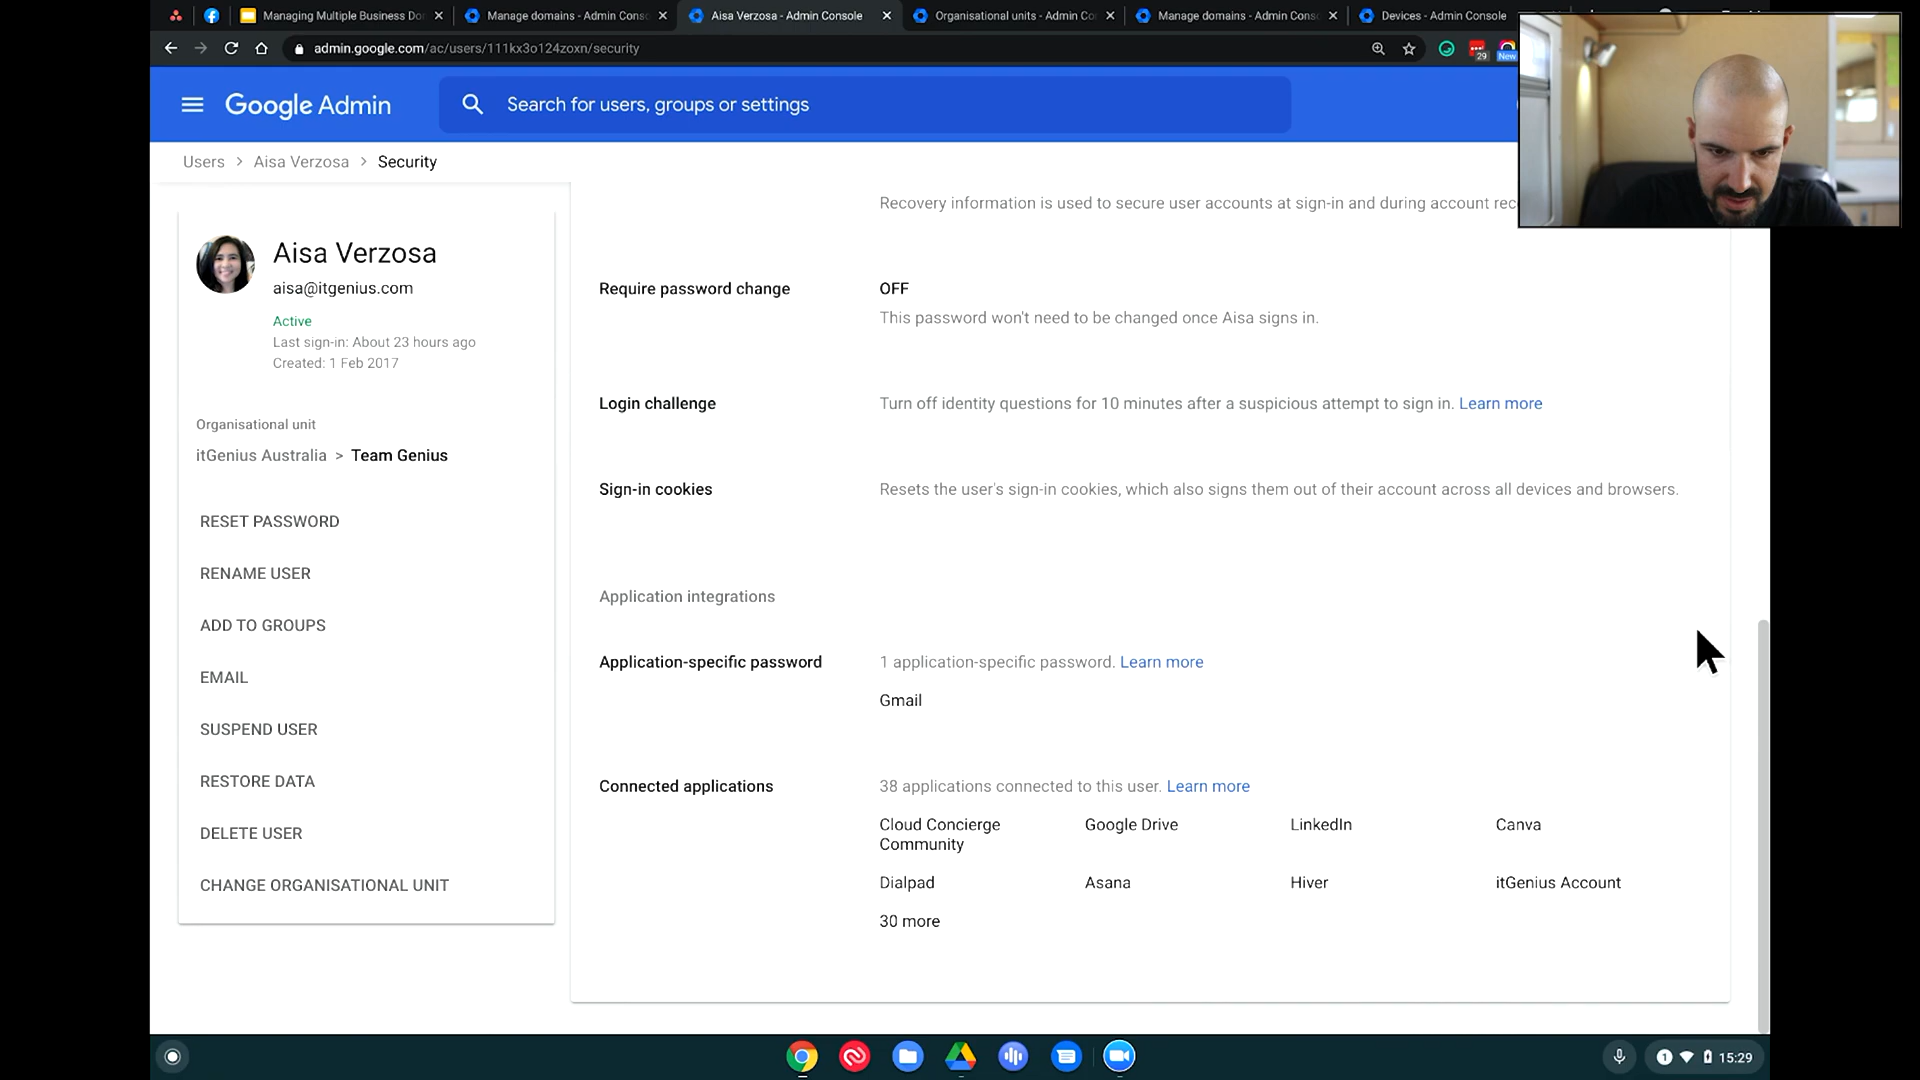 Managing Multiple Business Do
Manage domains - Admin Conso
Aisa Verzosa - Admin Console
Organisational units - Admin Co
Manage domains - Admin Conso
Devices - Admin Console
admin.google.com/ac/users/111kx3o124zoxn/security
29
New
Google Admin
Search for users, groups or settings
Users > Aisa Verzosa > Security
Aisa Verzosa
aisa@itgenius.com
Active
Last sign-in: About 23 hours ago
Created: 1 Feb 2017
Organisational unit
itGenius Australia > Team Genius
RESET PASSWORD
RENAME USER
ADD TO GROUPS
EMAIL
SUSPEND USER
RESTORE DATA
DELETE USER
CHANGE ORGANISATIONAL UNIT
Recovery information is used to secure user accounts at sign-in and during account rec
Require password change
OFF
This password won't need to be changed once Aisa signs in.
Login challenge
Turn off identity questions for 10 minutes after a suspicious attempt to sign in. Learn more
Sign-in cookies
Resets the user's sign-in cookies, which also signs them out of their account across all devices and browsers.
Application integrations
Application-specific password
1 application-specific password. Learn more
Gmail
Connected applications
38 applications connected to this user. Learn more
Cloud Concierge
Community
Google Drive
LinkedIn
Canva
Dialpad
Asana
Hiver
itGenius Account
30 more
1
15:29